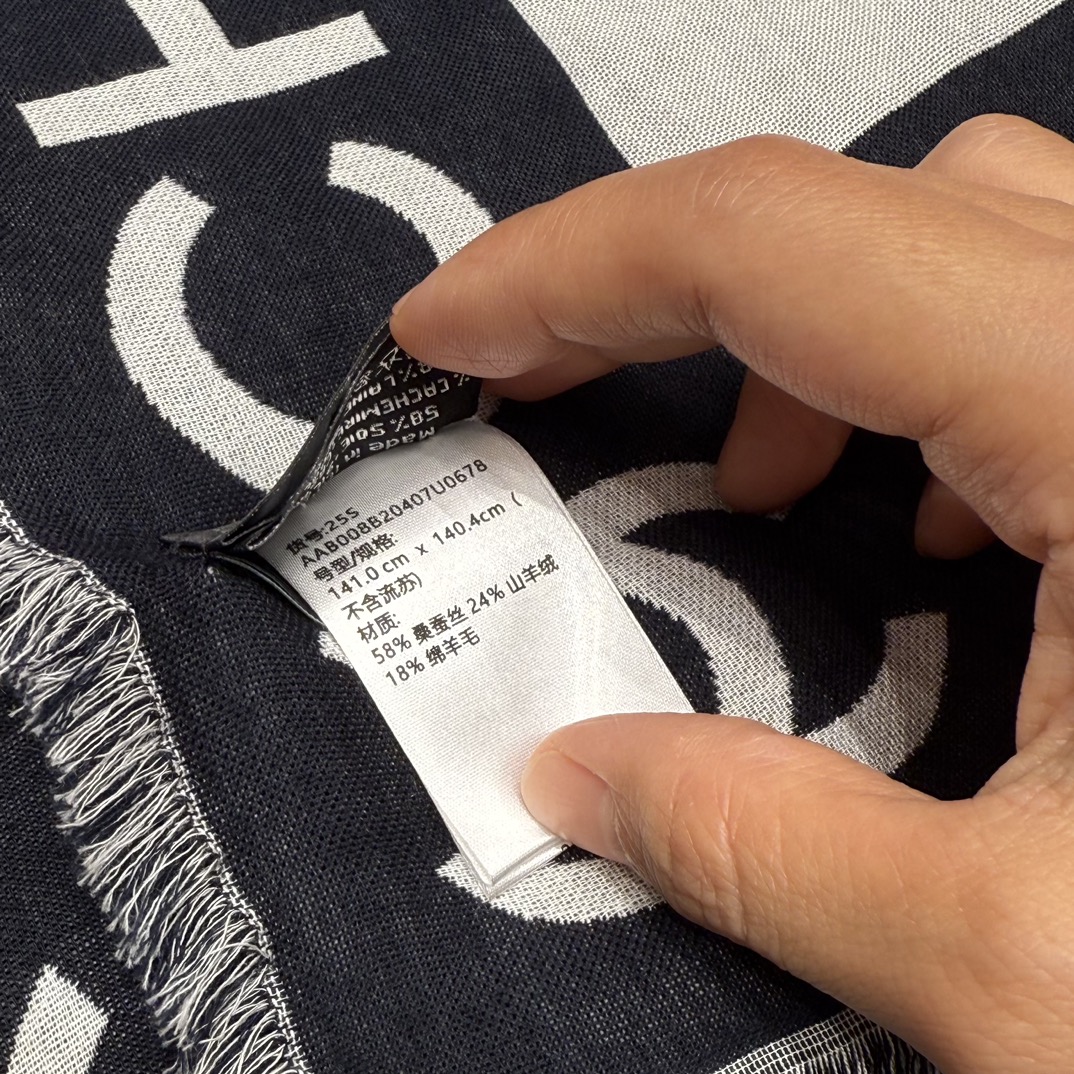 Made in
58% SOIE
% CACHEMIRE
8% LAINE
货号:25S
AAB008B20407U0678
号型/规格:
141.0 cm x 140.4cm (
不含流苏)
材质:
58% 桑蚕丝 24% 山羊绒
18% 绵羊毛